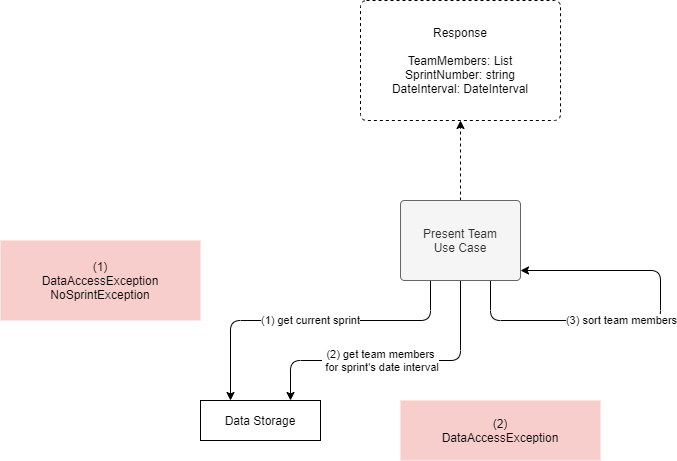 Response
TeamMembers: List
SprintNumber: string
DateInterval: DateInterval
Present Team
Use Case
(1)
DataAccessException
NoSprintException
(1) get current sprint
(3) sort team members
(2) get team members
for sprint's date interval
Data Storage
(2)
DataAccessException